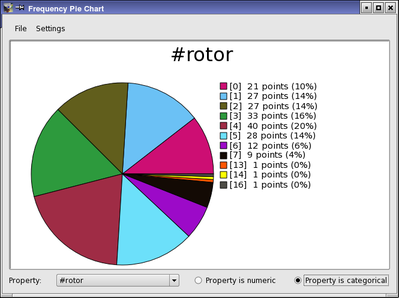 Frequency Pie Chart
File Settings
#rotor
[0] 21 points (10%)
[1] 27 points (14%)
[2] 27 points (14%)
[3] 33 points (16%)
[4] 40 points (20%)
[5] 28 points (14%)
[6] 12 points (6%)
[7] 9 points (4%)
[13] 1 points (0%)
[14] 1 points (0%)
[16] 1 points (0%)
Property: #rotor Property is numeric Property is categorical